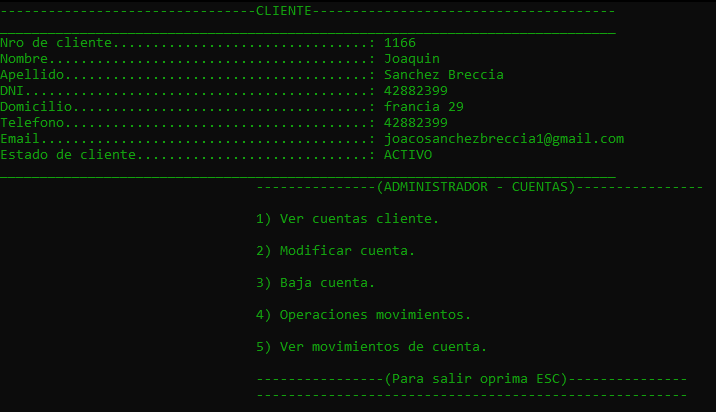 --------------------------------CLIENTE--------------------------------------
_____________________________________________________________________________
Nro de cliente................................: 1166
Nombre........................................: Joaquin
Apellido......................................: Sanchez Breccia
DNI...........................................: 42882399
Domicilio.....................................: francia 29
Telefono......................................: 42882399
Email.........................................: joacosanchezbreccia1@gmail.com
Estado de cliente.............................: ACTIVO
_____________________________________________________________________________
---------------(ADMINISTRADOR - CUENTAS)----------------
1) Ver cuentas cliente.
2) Modificar cuenta.
3) Baja cuenta.
4) Operaciones movimientos.
5) Ver movimientos de cuenta.
----------------(Para salir oprima ESC)---------------
------------------------------------------------------